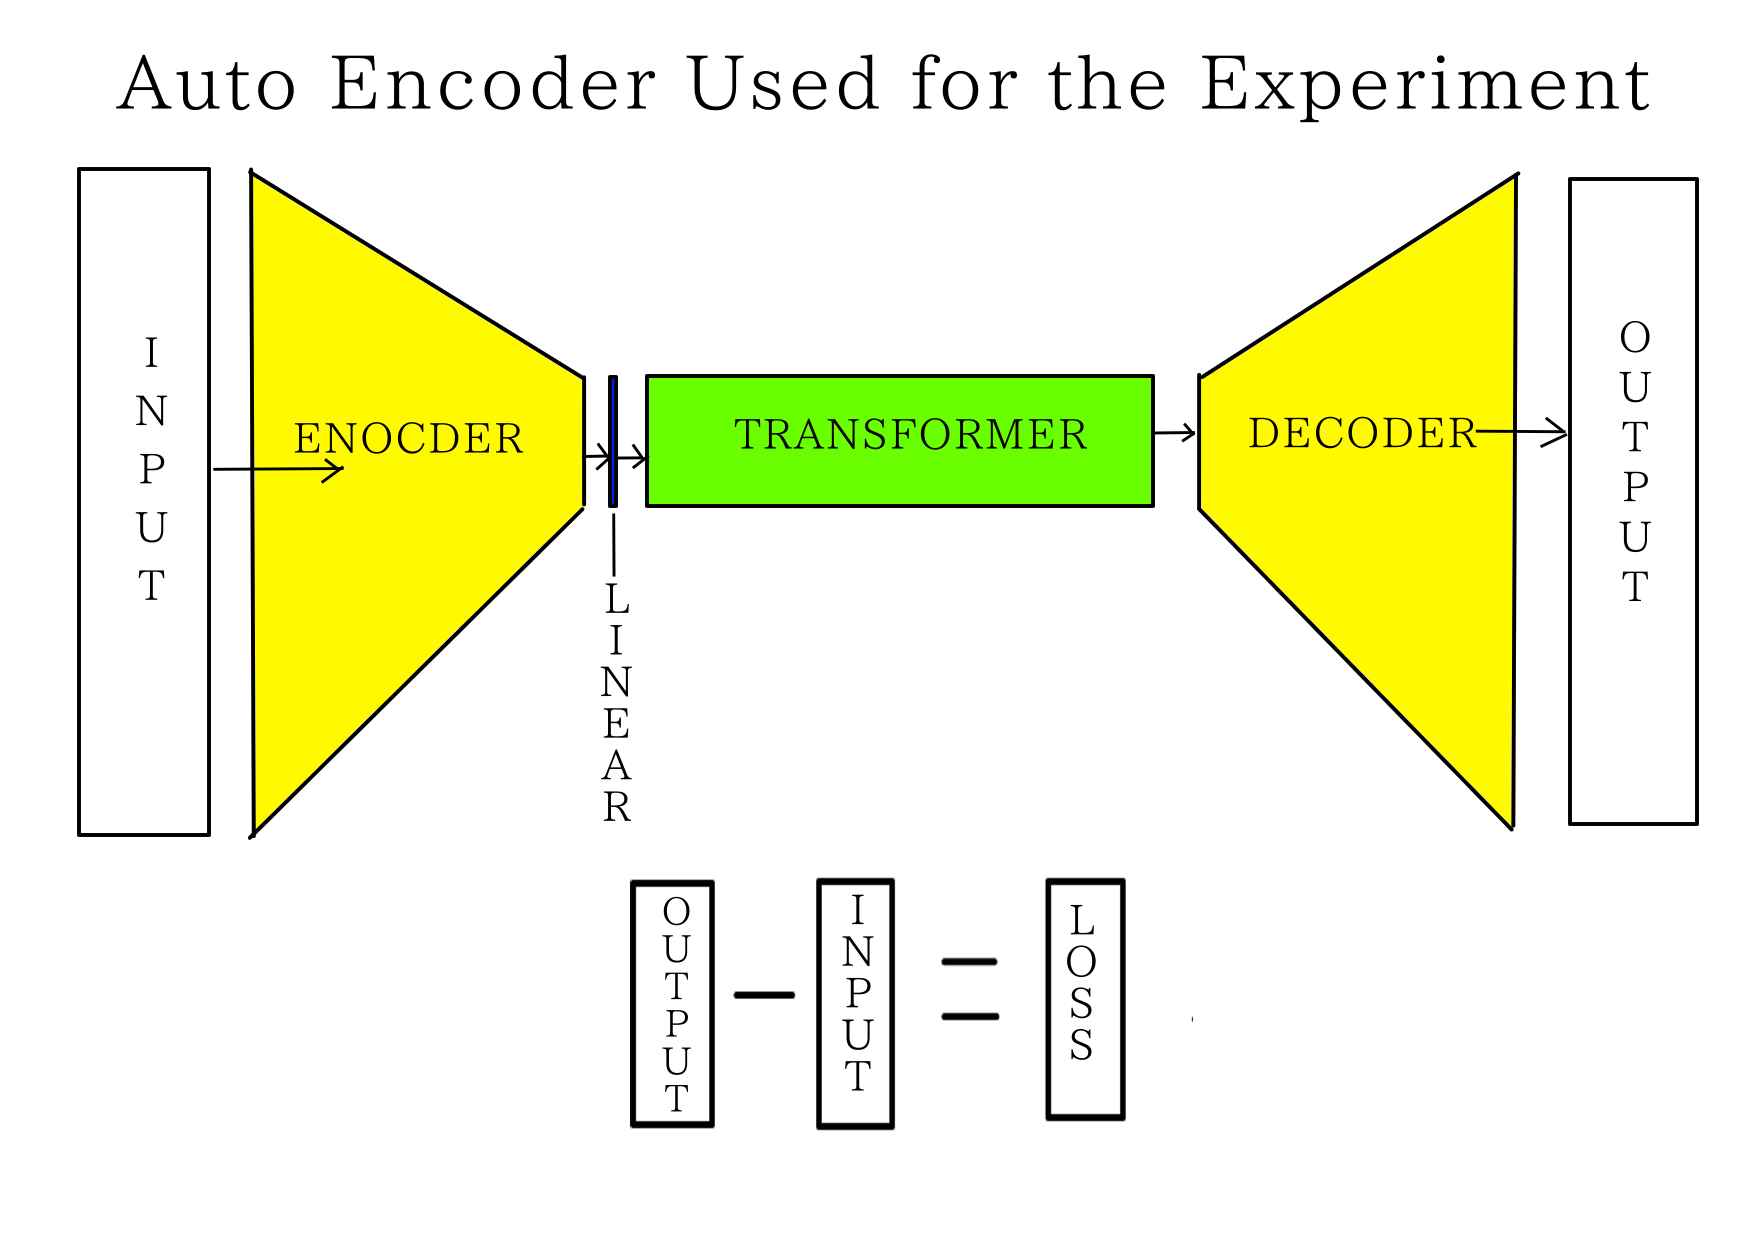 Auto Encoder Used for the Experiment
INPUT
ENOCDER
LINEAR
TRANSFORMER
DECODER
OUTPUT
OUTPUT
INPUT
LOSS